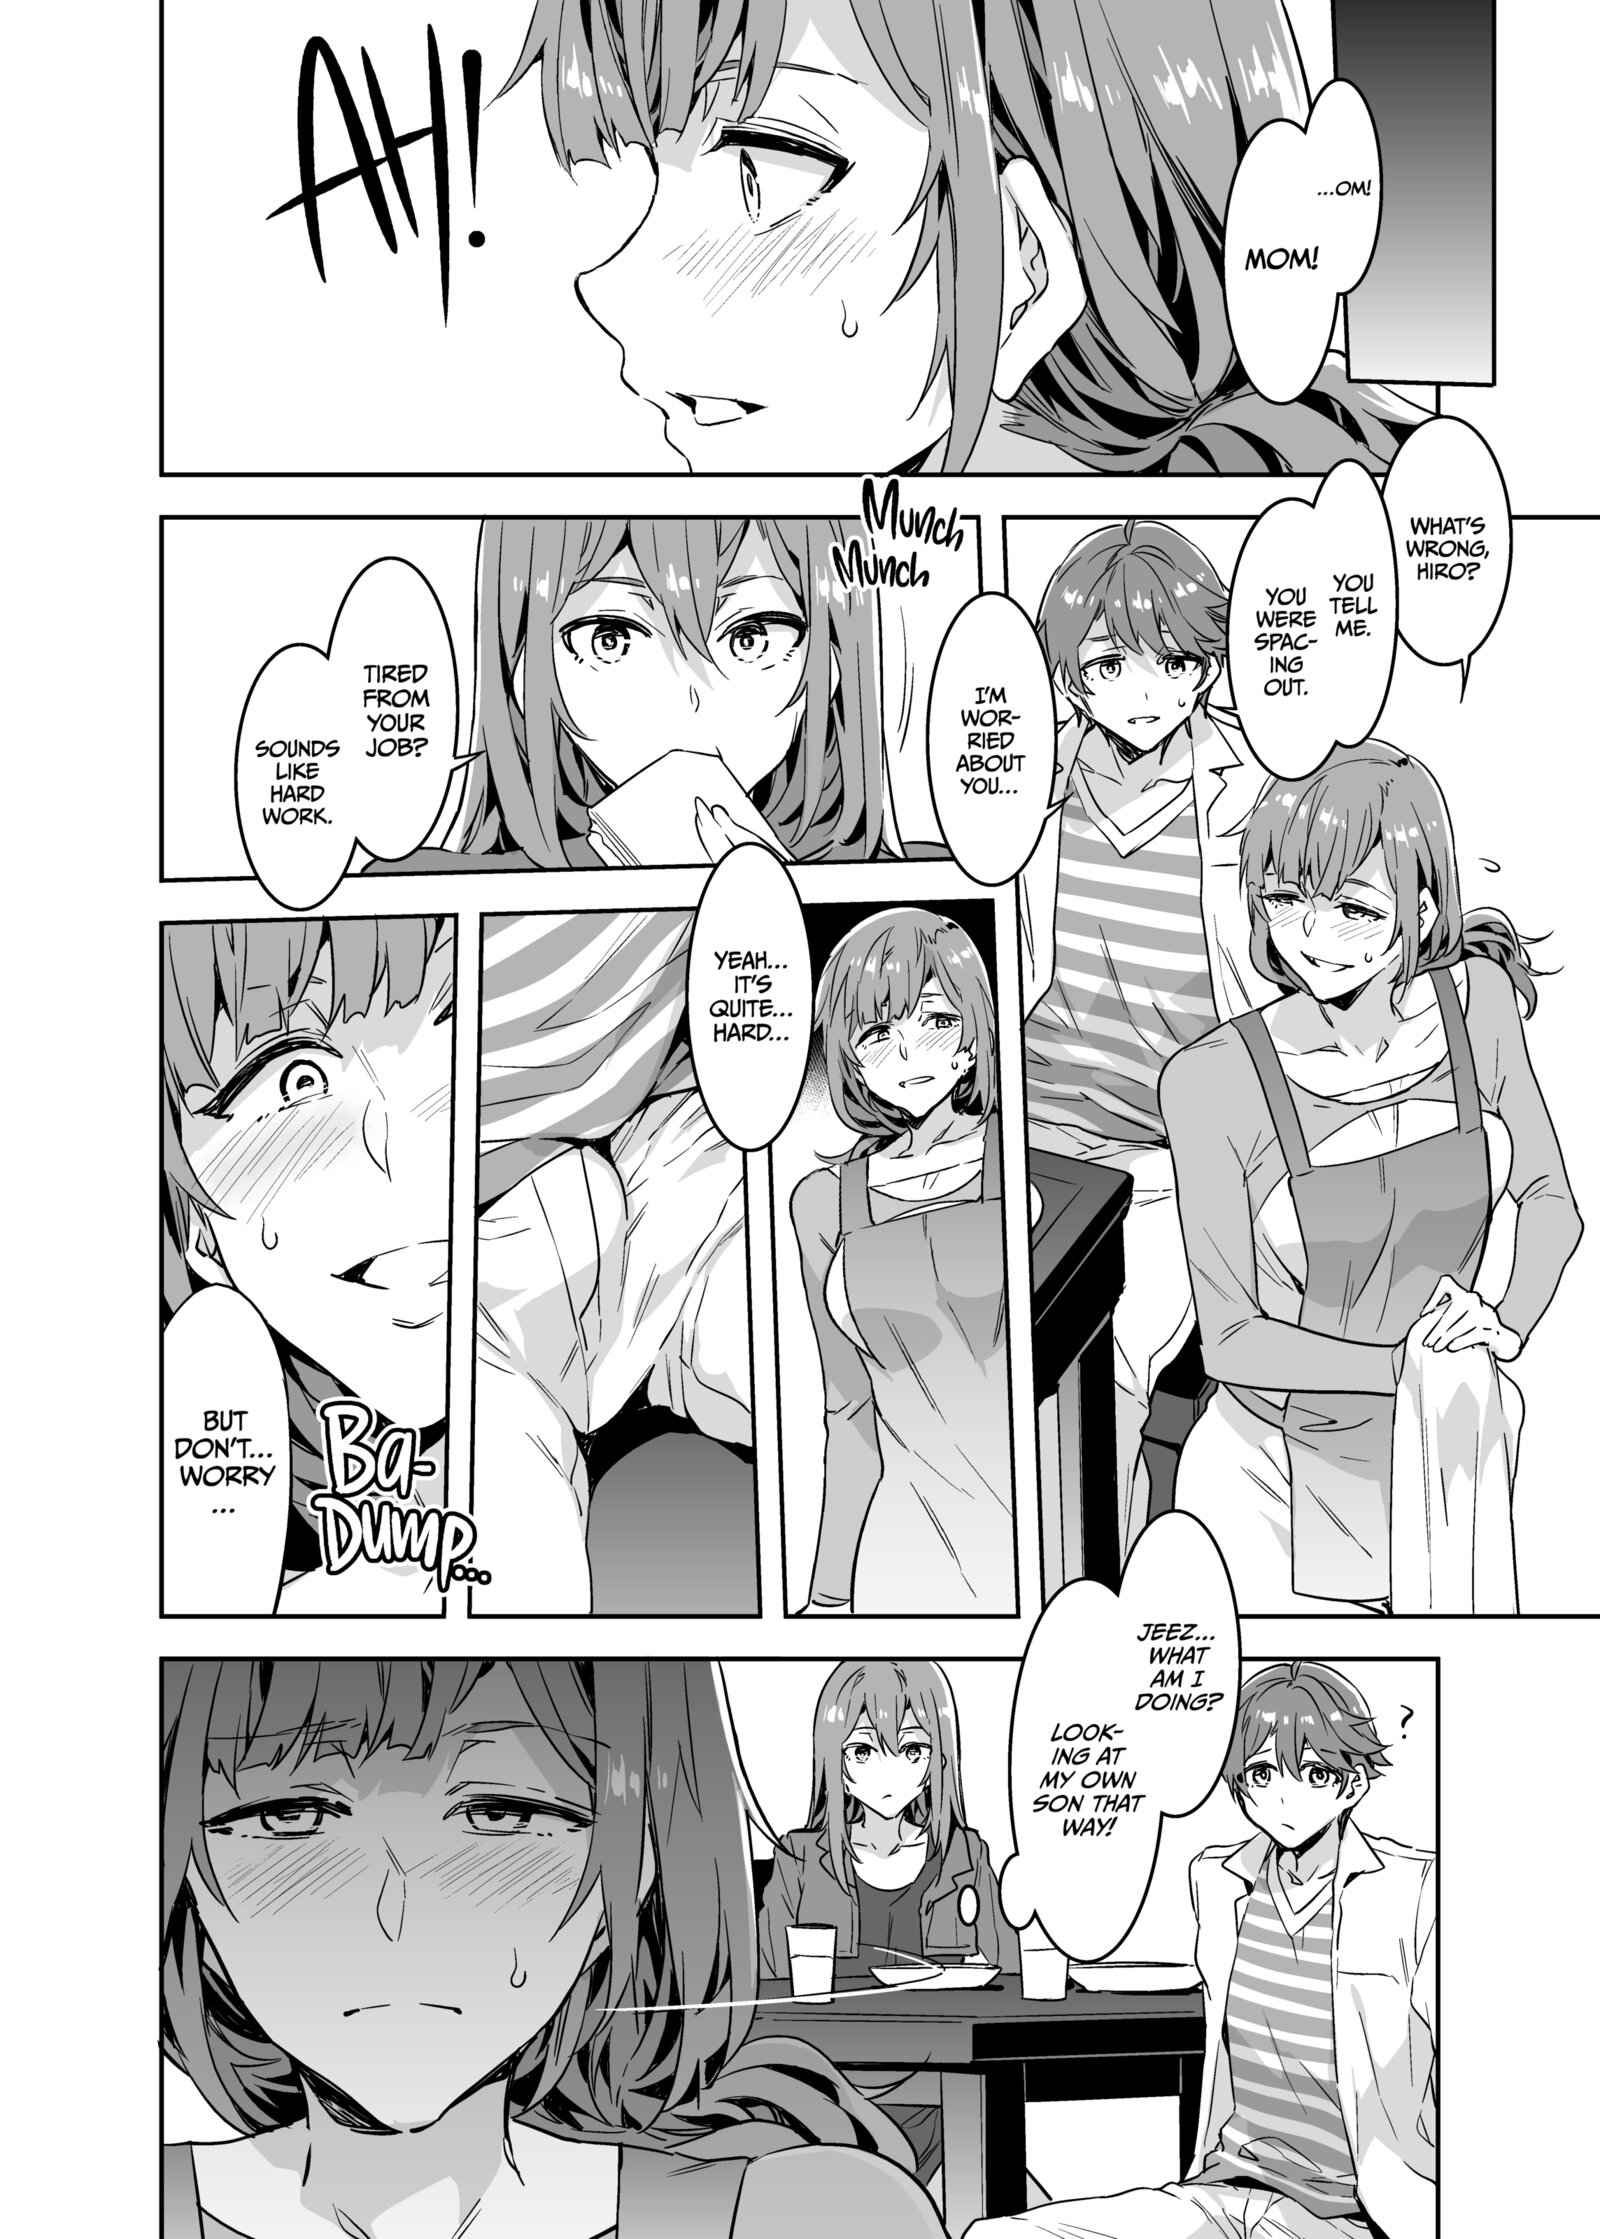 ...OM!
MOM!
AH!
WHAT'S
WRONG,
HIRO?
YOU
TELL
ME.
YOU
WERE
SPAC-
ING
OUT.
I'M
WOR-
RIED
ABOUT
YOU...
MUNCH
MUNCH
TIRED
FROM
YOUR
JOB?
SOUNDS
LIKE
HARD
WORK.
YEAH...
IT'S
QUITE...
HARD...
BA-
DUMP...
BUT
DON'T...
WORRY
...
?
JEEZ...
WHAT
AM I
DOING?
LOOK-
ING AT
MY OWN
SON THAT
WAY!